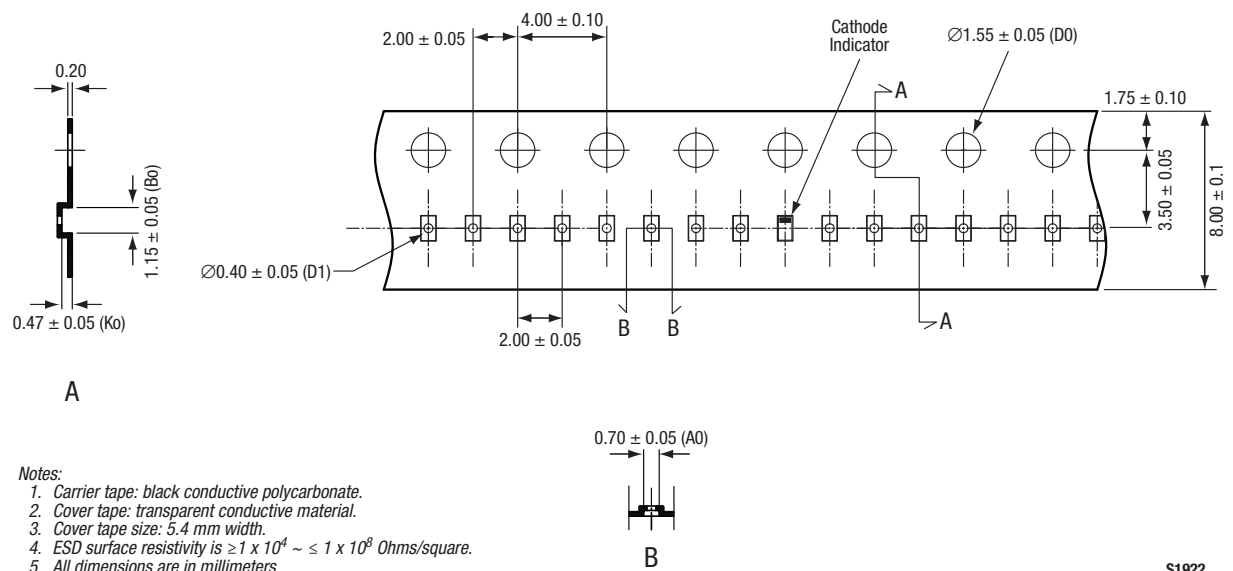 4.00 ± 0.10
2.00 ± 0.05
Cathode
Indicator
∅1.55 ± 0.05 (D0)
0.20
A
1.75 ± 0.10
1.15 ± 0.05 (Bo)
3.50 ± 0.05
8.00 ± 0.1
∅0.40 ± 0.05 (D1)
0.47 ± 0.05 (Ko)
B
B
A
2.00 ± 0.05
A
0.70 ± 0.05 (A0)
Notes:
1. Carrier tape: black conductive polycarbonate.
2. Cover tape: transparent conductive material.
3. Cover tape size: 5.4 mm width.
4. ESD surface resistivity is ≥1 x 10⁴ ~ ≤ 1 x 10⁸ Ohms/square.
5. All dimensions are in millimeters
B
S1922